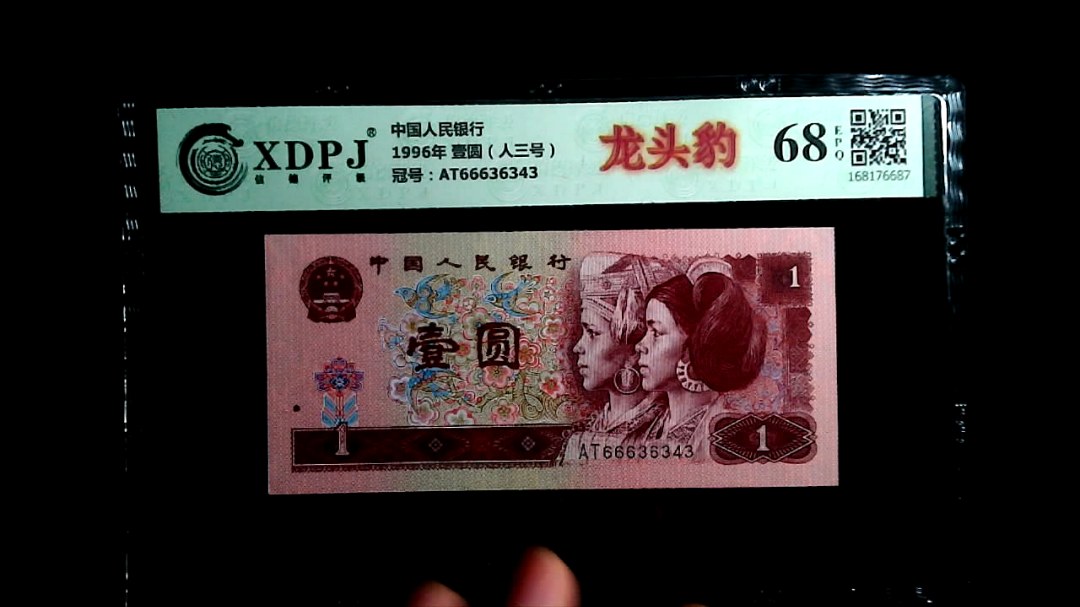 XDPJ®
信德评级
中国人民银行
1996年 壹圆（人三号）
冠号：AT66636343
龙头豹
68
EPQ
168176687
中国人民银行
1
壹圆
1
1
AT66636343